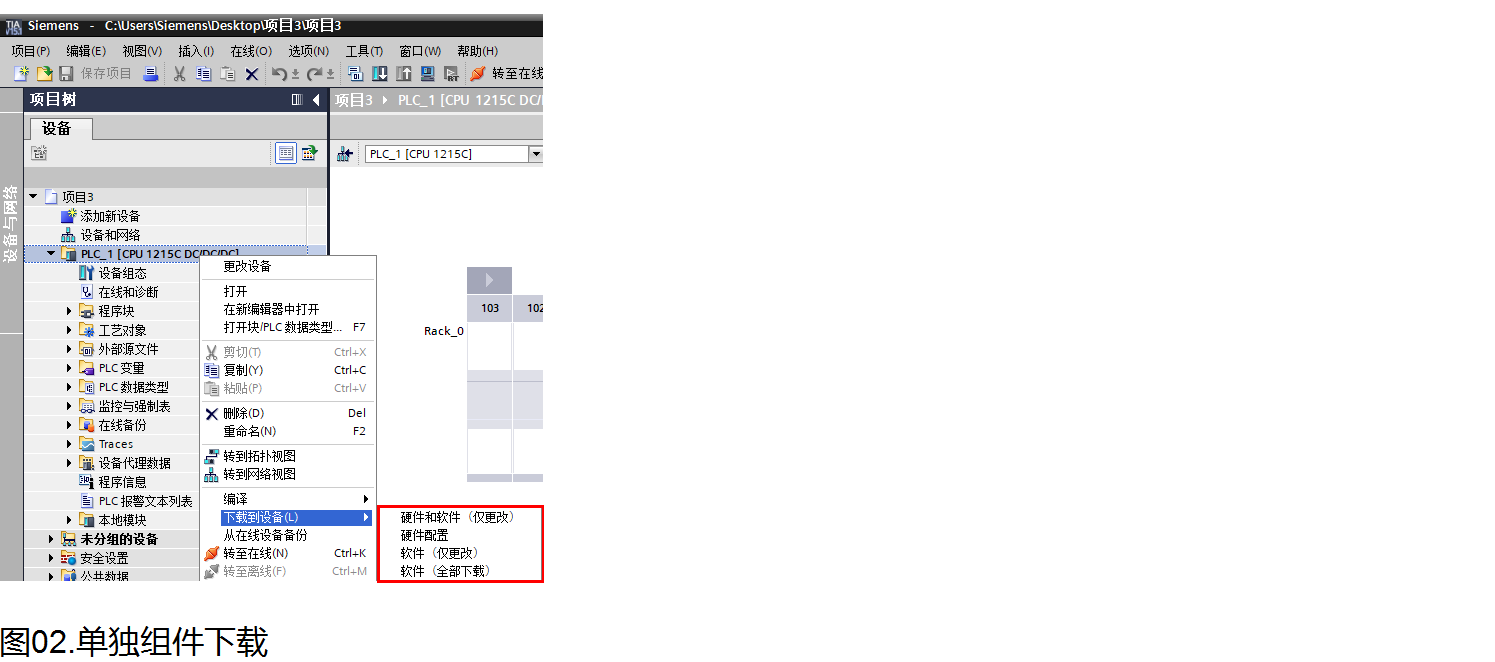 Siemens - C:\Users\Siemens\Desktop\项目3\项目3
项目(P) 编辑(E) 视图(V) 插入(I) 在线(O) 选项(N) 工具(T) 窗口(W) 帮助(H)
保存项目 转至在线
项目树
项目3 PLC_1 [CPU 1215C DC/
设备
PLC_1 [CPU 1215C]
设备与网络
项目3
添加新设备
设备和网络
PLC_1 [CPU 1215C DC/DC/DC]
设备组态
在线和诊断
程序块
工艺对象
外部源文件
PLC 变量
PLC 数据类型
监控与强制表
在线备份
Traces
设备代理数据
程序信息
PLC 报警文本列表
本地模块
未分组的设备
安全设置
公共数据
更改设备
打开
在新编辑器中打开
打开块/PLC 数据类型... F7
剪切(T) Ctrl+X
复制(Y) Ctrl+C
粘贴(P) Ctrl+V
删除(D) Del
重命名(N) F2
转到拓扑视图
转到网络视图
编译
下载到设备(L)
从在线设备备份
转至在线(N) Ctrl+K
转至离线(F) Ctrl+M
硬件和软件（仅更改）
硬件配置
软件（仅更改）
软件（全部下载）
103 102
Rack_0
图02.单独组件下载